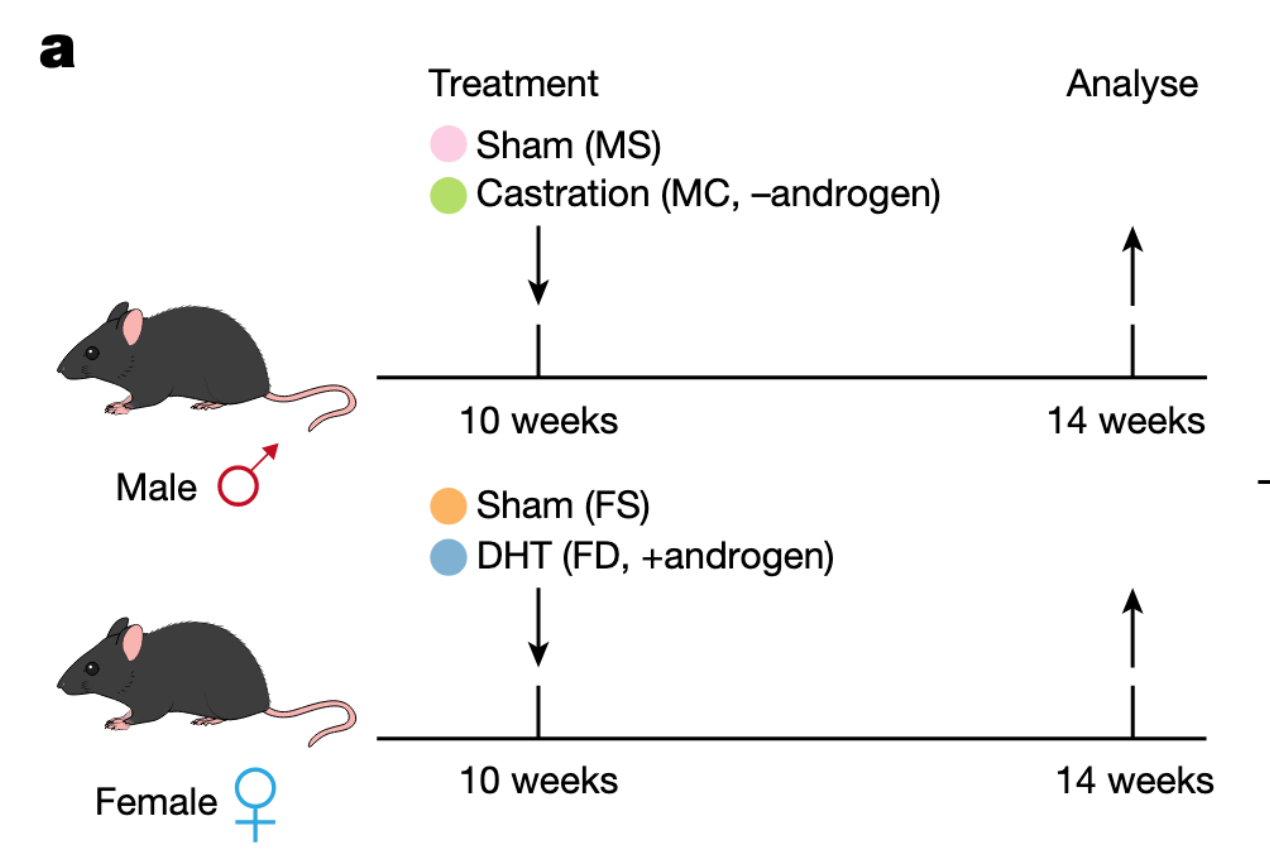 a
Treatment
Analyse
Sham (MS)
Castration (MC, –androgen)
10 weeks
14 weeks
Male
Sham (FS)
DHT (FD, +androgen)
10 weeks
14 weeks
Female